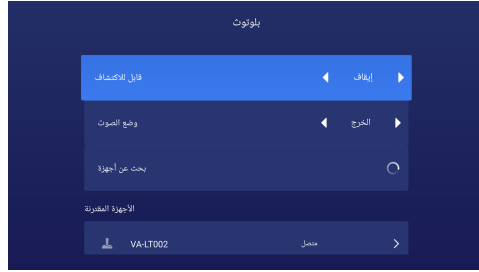 بلوتوث
قابل للاكتشاف إيقاف
وضع الصوت الخرج
بحث عن أجهزة
الأجهزة المقترنة
VA-LT002 متصل